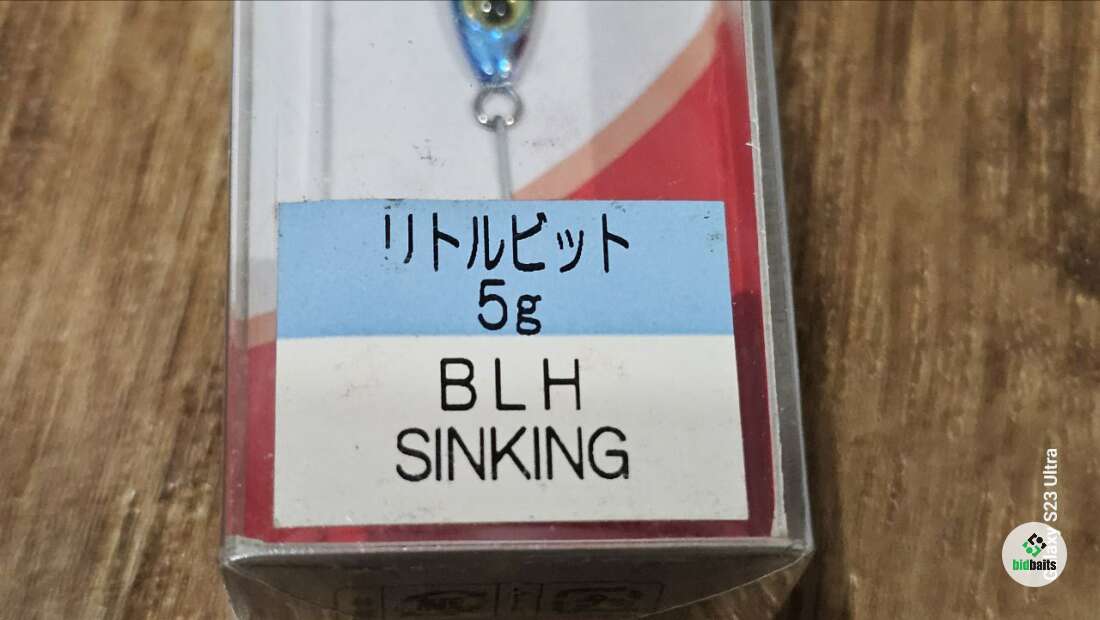 リトルビット
5g
BLH
SINKING
Galaxy S23 Ultra
bidbaits